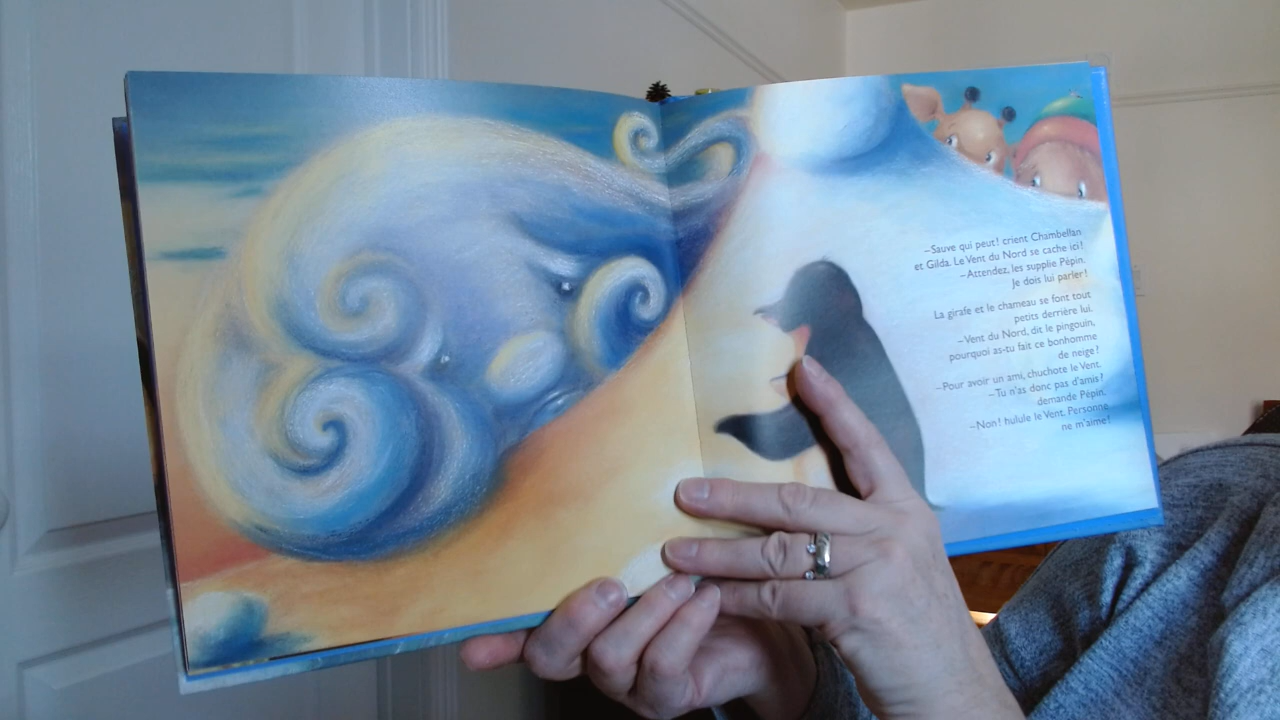 –Sauve qui peut! crient Chambellan
et Gilda. Le Vent du Nord se cache ici!
–Attendez, les supplie Pépin.
Je dois lui parler!
La girafe et le chameau se font tout
petits derrière lui.
–Vent du Nord, dit le pingouin,
pourquoi as-tu fait ce bonhomme
de neige?
–Pour avoir un ami, chuchote le Vent.
–Tu n'as donc pas d'amis?
demande Pépin.
–Non! hulule le Vent. Personne
ne m'aime!